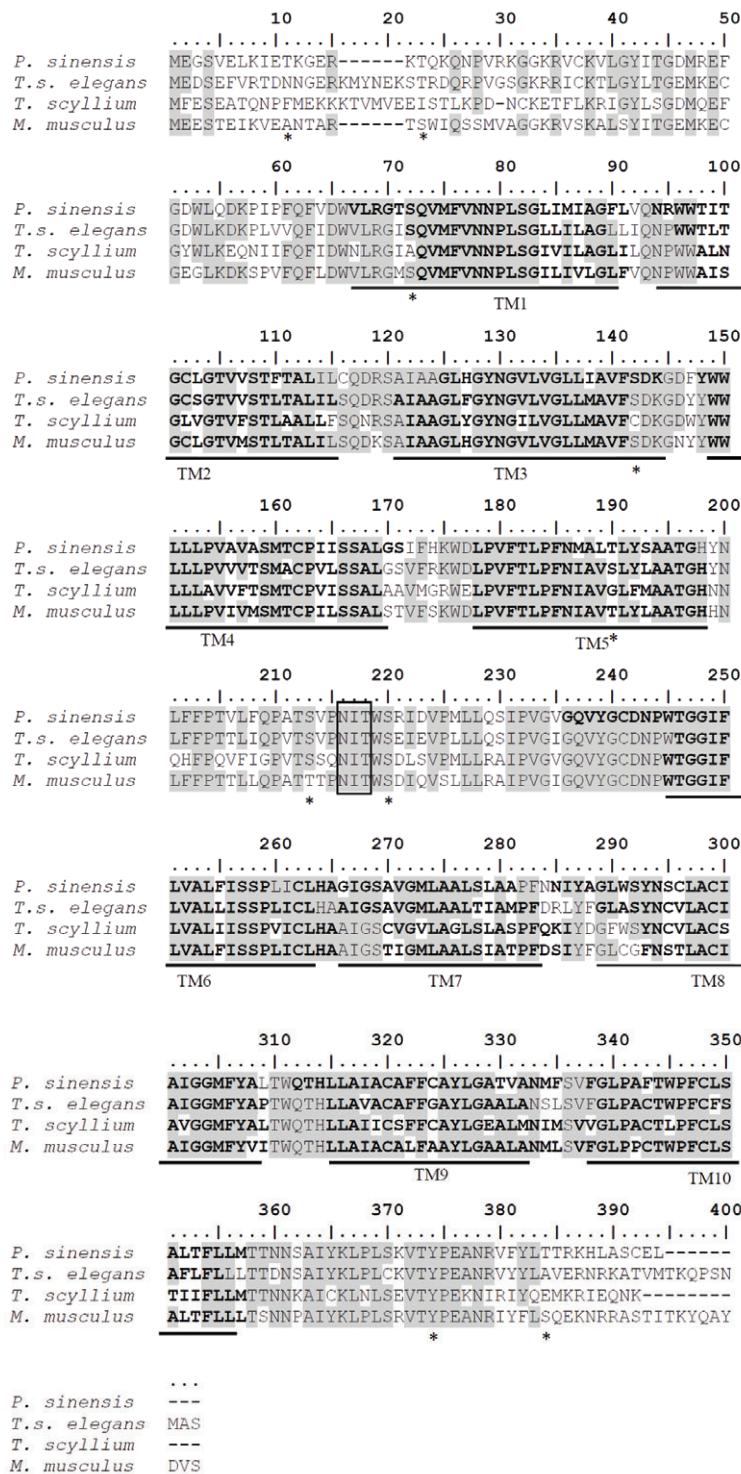 10 20 30 40 50
....|....|....|....|....|....|....|....|....|....|
P. sinensis MEGSVELKIETKGER------KTQKQNPVRKGGKRVCKVLGYITGDMREF
T.s. elegans MEDSEFVRTDNNGERKMYNEKSTRDQRPVGSGKRRICKTLGYLTGEMKEC
T. scyllium MFESEATQNPFMEKKKTVMVEEISTLKPD-NCKETFLKRIGYLSGDMQEF
M. musculus MEESTEIKVEANTAR------TSWIQSSMVAGGKRVSKALSYITGEMKEC
* *
60 70 80 90 100
....|....|....|....|....|....|....|....|....|....|
P. sinensis GDWLQDKPIPFQFVDWVLRGTSQVMFVNNPLSGLIMIAGFLVQNRWWTIT
T.s. elegans GDWLKDKPLVVQFIDWVLRGISQVMFVNNPLSGLLILAGLLIQNPWWTLT
T. scyllium GYWLKEQNIIFQFIDWNLRGIAQVMFVNNPLSGIVILAGLILQNPWWALN
M. musculus GEGLKDKSPVFQFLDWVLRGMSQVMFVNNPLSGILIVLGLFVQNPWWAIS
* TM1
110 120 130 140 150
....|....|....|....|....|....|....|....|....|....|
P. sinensis GCLGTVVSTFTALILCQDRSAIAAGLHGYNGVLVGLLIAVFSDKGDFYWW
T.s. elegans GCSGTVVSTLTALILSQDRSAIAAGLFGYNGVLVGLLMAVFSDKGDYYWW
T. scyllium GLVGTVFSTLAALLFSQNRSAIAAGLYGYNGILVGLLMAVFCDKGDWYWW
M. musculus GCLGTVMSTLTALILSQDKSAIAAGLHGYNGVLVGLLMAVFSDKGNYYWW
TM2 TM3 *
160 170 180 190 200
....|....|....|....|....|....|....|....|....|....|
P. sinensis LLLPVAVASMTCPIISSALGSIFHKWDLPVFTLPFNMALTLYSAATGHYN
T.s. elegans LLLPVVVTSMACPVLSSALGSVFRKWDLPVFTLPFNIAVSLYLAATGHYN
T. scyllium LLLAVVFTSMTCPVISSALAAVMGRWELPVFTLPFNIAVGLFMAATGHNN
M. musculus LLLPVIVMSMTCPILSSALSTVFSKWDLPVFTLPFNIAVTLYLAATGHHN
TM4 TM5*
210 220 230 240 250
....|....|....|....|....|....|....|....|....|....|
P. sinensis LFFPTVLFQPATSVPNITWSRIDVPMLLQSIPVGVGQVYGCDNPWTGGIF
T.s. elegans LFFPTTLIQPVTSVPNITWSEIEVPLLLQSIPVGIGQVYGCDNPWTGGIF
T. scyllium QHFPQVFIGPVTSSQNITWSDLSVPMLLRAIPVGVGQVYGCDNPWTGGIF
M. musculus LFFPTTLLQPATTTPNITWSDIQVSLLLRAIPVGIGQVYGCDNPWTGGIF
* *
260 270 280 290 300
....|....|....|....|....|....|....|....|....|....|
P. sinensis LVALFISSPLICLHAGIGSAVGMLAALSLAAPFNNIYAGLWSYNSCLACI
T.s. elegans LVALLISSPLICLHAAIGSAVGMLAALTIAMPFDRLYFGLASYNCVLACI
T. scyllium LVALIISSPVICLHAAIGSCVGVLAGLSLASPFQKIYDGFWSYNCVLACS
M. musculus LVALFISSPLICLHAAIGSTIGMLAALSIATPFDSIYFGLCGFNSTLACI
TM6 TM7 TM8
310 320 330 340 350
....|....|....|....|....|....|....|....|....|....|
P. sinensis AIGGMFYALTWQTHLLAIACAFFCAYLGATVANMFSVFGLPAFTWPFCLS
T.s. elegans AIGGMFYAPTWQTHLLAVACAFFGAYLGAALANSLSVFGLPACTWPFCFS
T. scyllium AVGGMFYALTWQTHLLAIICSFFCAYLGEALMNIMSVVGLPACTLPFCLS
M. musculus AIGGMFYVITWQTHLLAIACALFAAYLGAALANMLSVFGLPPCTWPFCLS
TM9 TM10
360 370 380 390 400
....|....|....|....|....|....|....|....|....|....|
P. sinensis ALTFLLMTTNNSAIYKLPLSKVTYPEANRVFYLTTRKHLASCEL------
T.s. elegans AFLFLLLTTDNSAIYKLPLCKVTYPEANRVYYLAVERNRKATVMTKQPSN
T. scyllium TIIFLLMTTNNKAICKLNLSEVTYPEKNIRIYQEMKRIEQNK--------
M. musculus ALTFLLLTSNNPAIYKLPLSRVTYPEANRIYFLSQEKNRRASTITKYQAY
* *
...
P. sinensis ---
T.s. elegans MAS
T. scyllium ---
M. musculus DVS